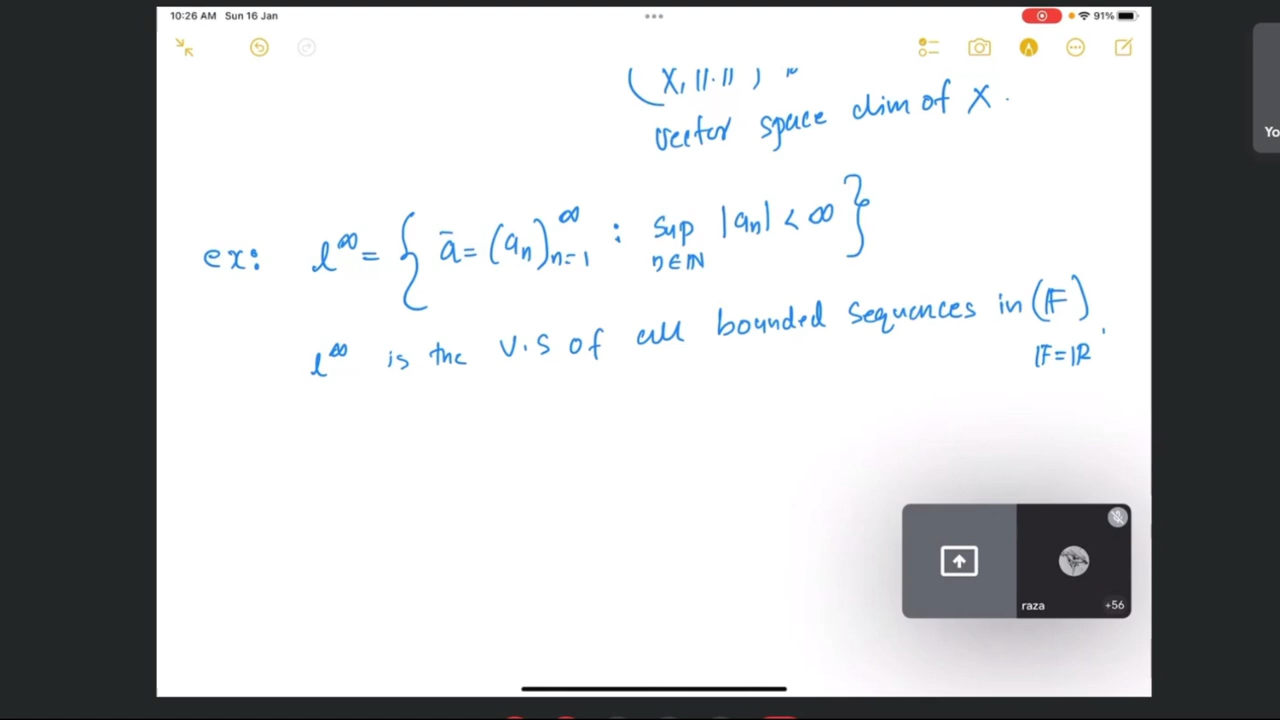 10:26 AM Sun 16 Jan
91%
(X, ||·||) "
vector space dim of X.
ex: l^∞ = { ā = (a_n)_{n=1}^∞ : sup_{n∈ℕ} |a_n| < ∞ }
l^∞ is the V.S of all bounded sequences in (𝔽).
𝔽=ℝ
Yo
raza +56